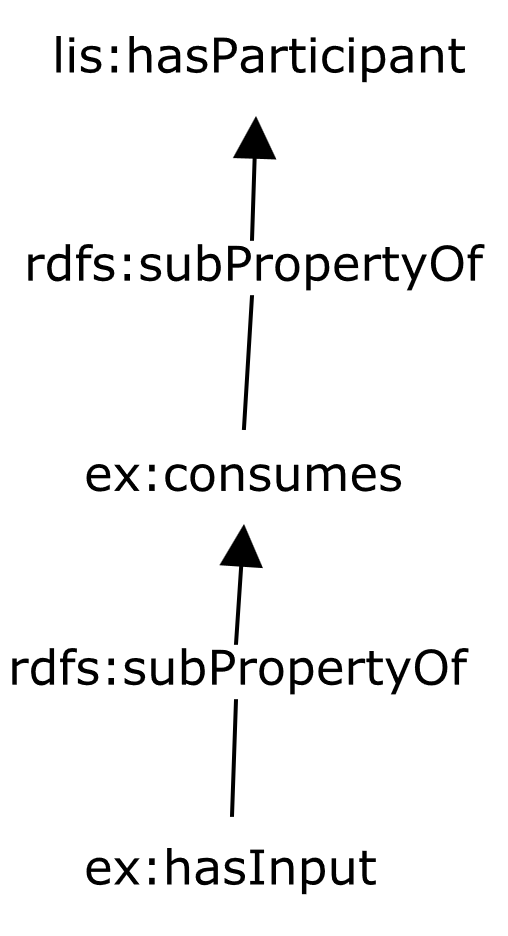 lis:hasParticipant
rdfs:subPropertyOf
ex:consumes
rdfs:subPropertyOf
ex:hasInput